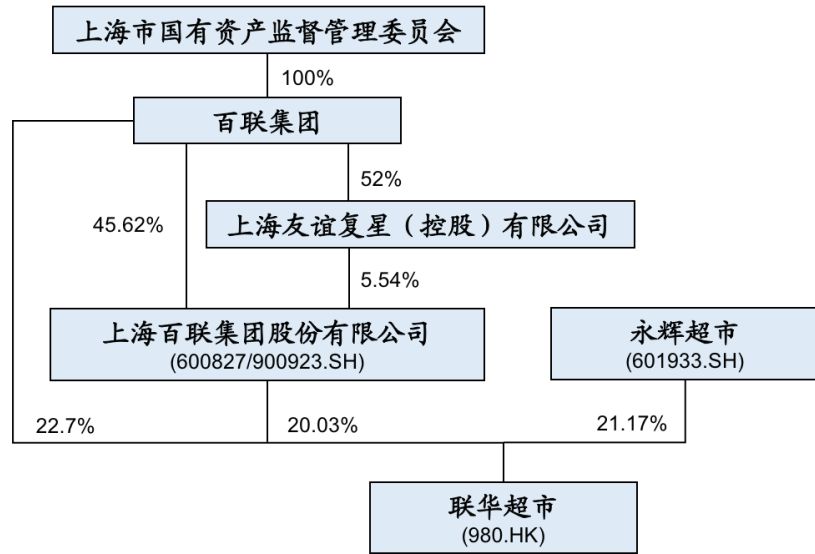 上海市国有资产监督管理委员会
100%
百联集团
52%
45.62%
上海友谊复星（控股）有限公司
5.54%
上海百联集团股份有限公司
(600827/900923.SH)
永辉超市
(601933.SH)
22.7%
20.03%
21.17%
联华超市
(980.HK)